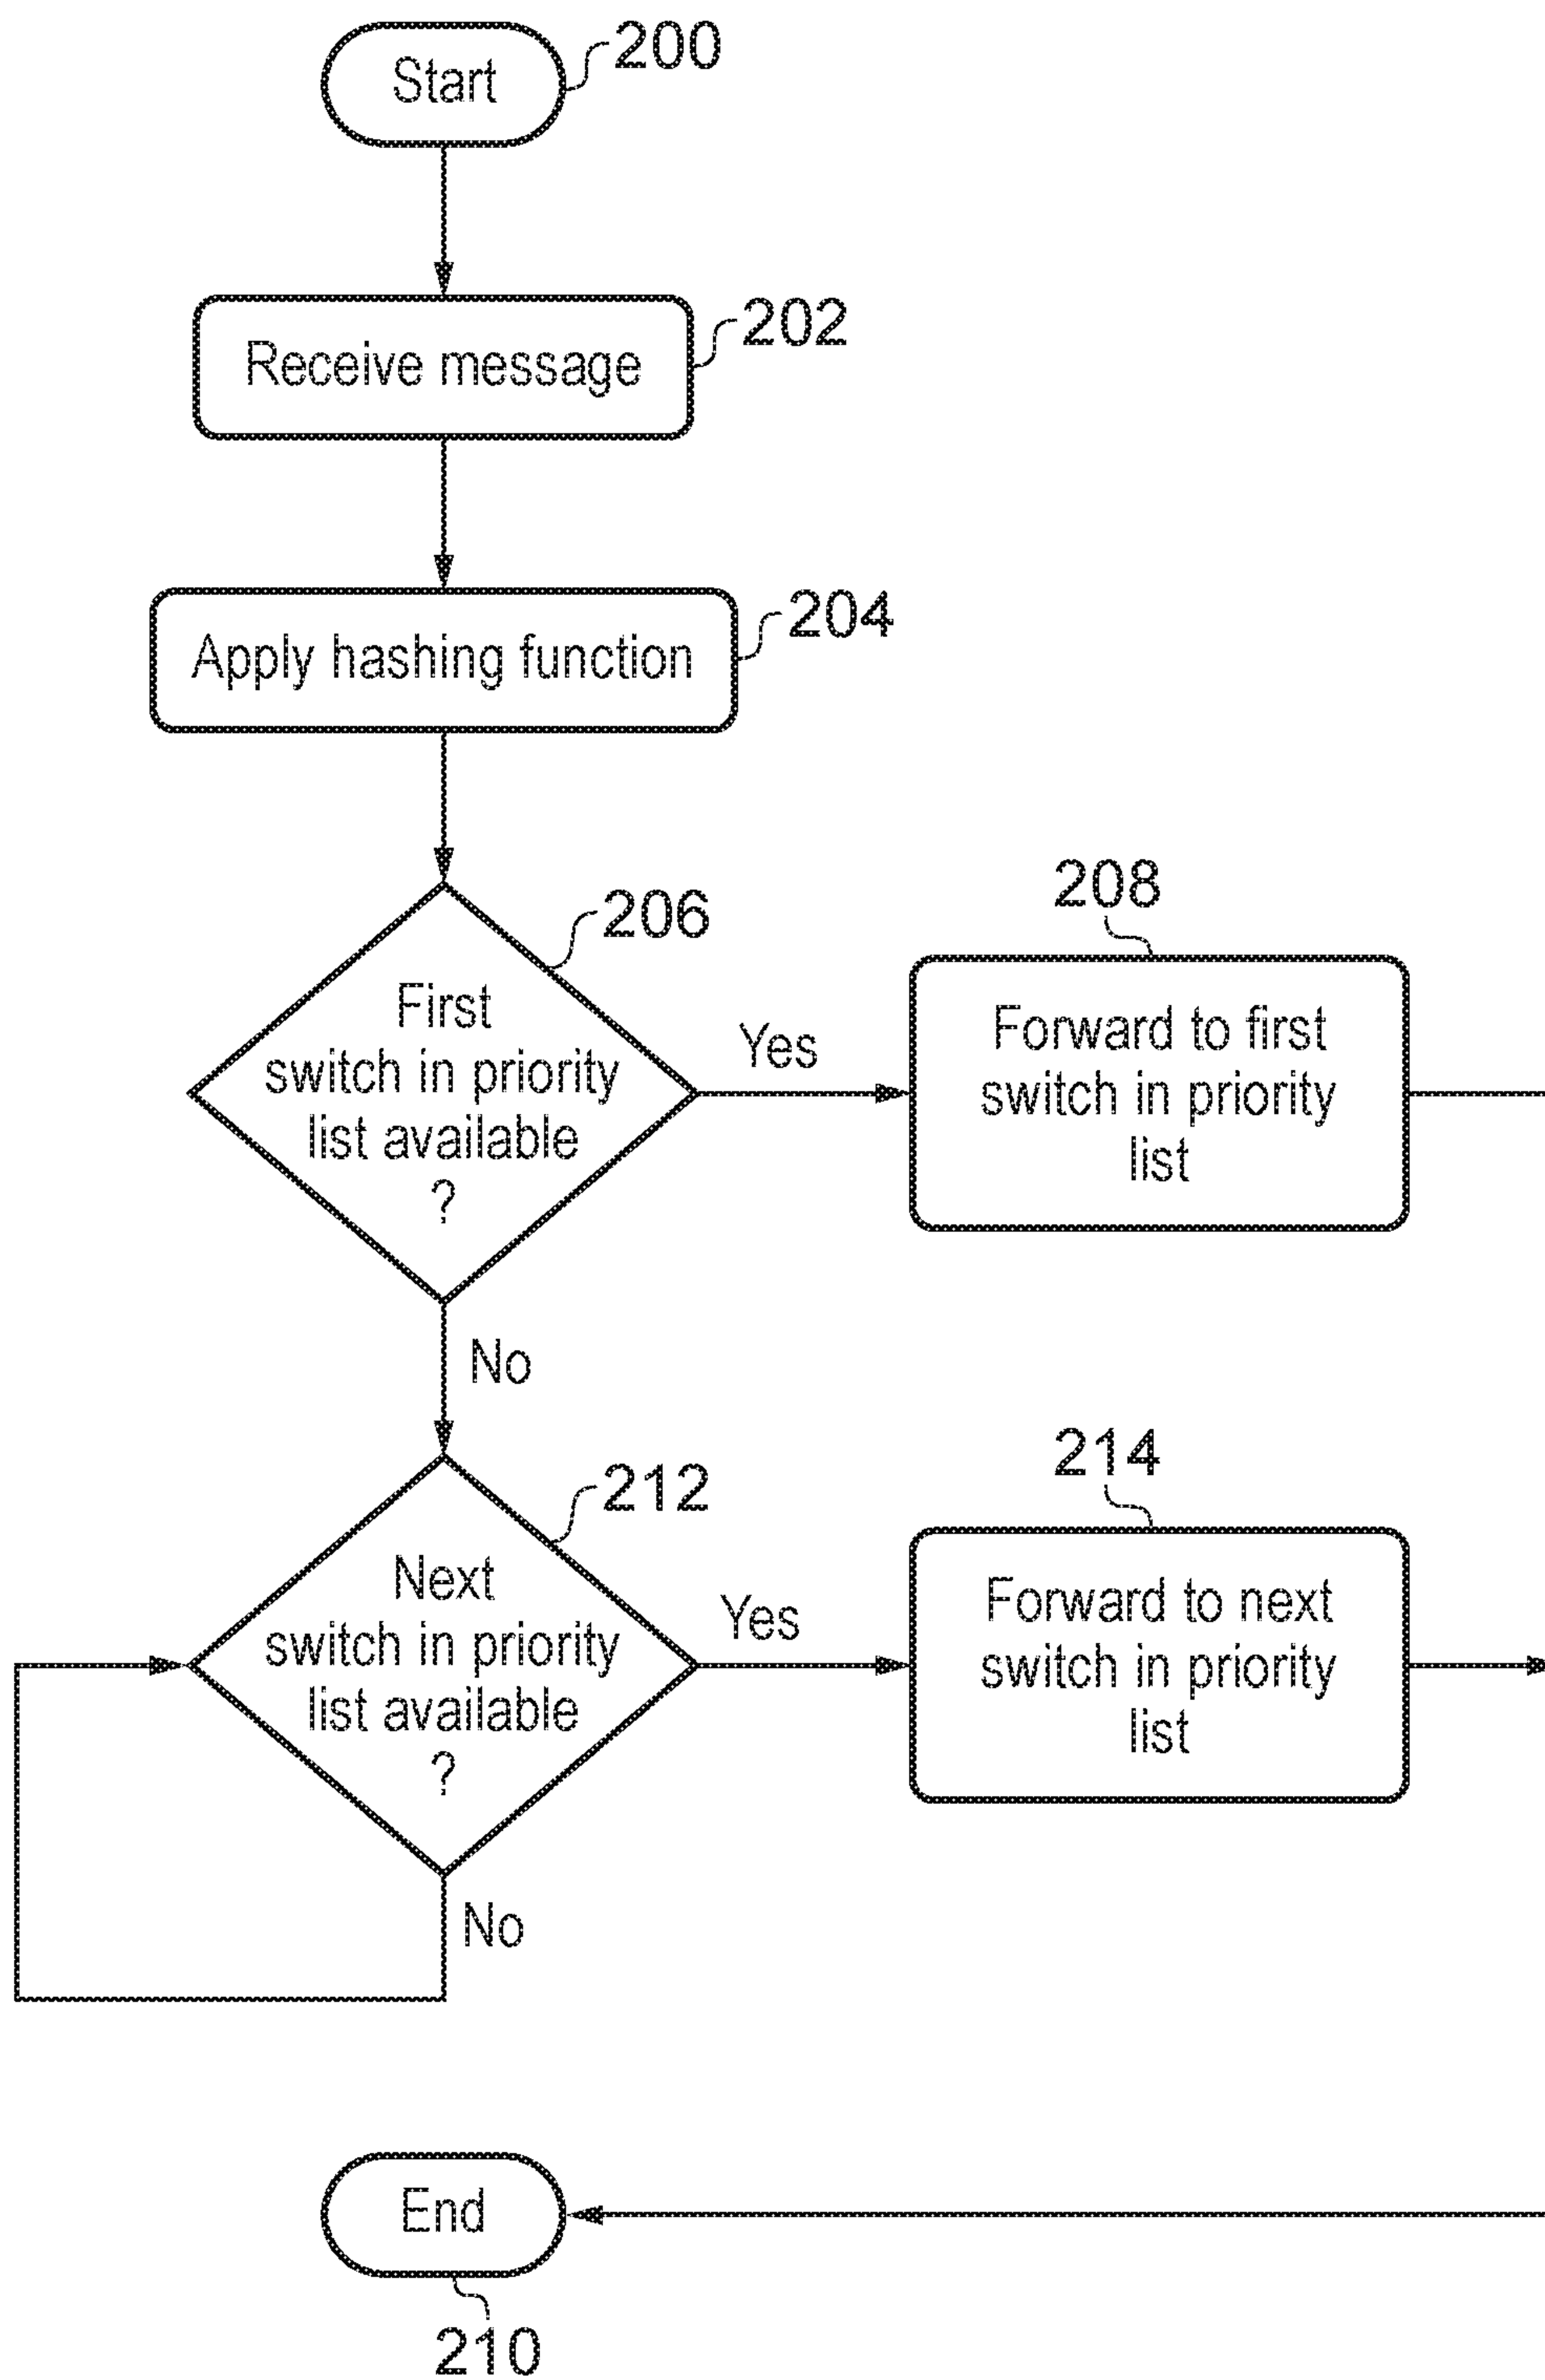 Start
200
Receive message
202
Apply hashing function
204
206
First
switch in priority
list available
?
Yes
208
Forward to first
switch in priority
list
No
212
Next
switch in priority
list available
?
Yes
214
Forward to next
switch in priority
list
No
End
210